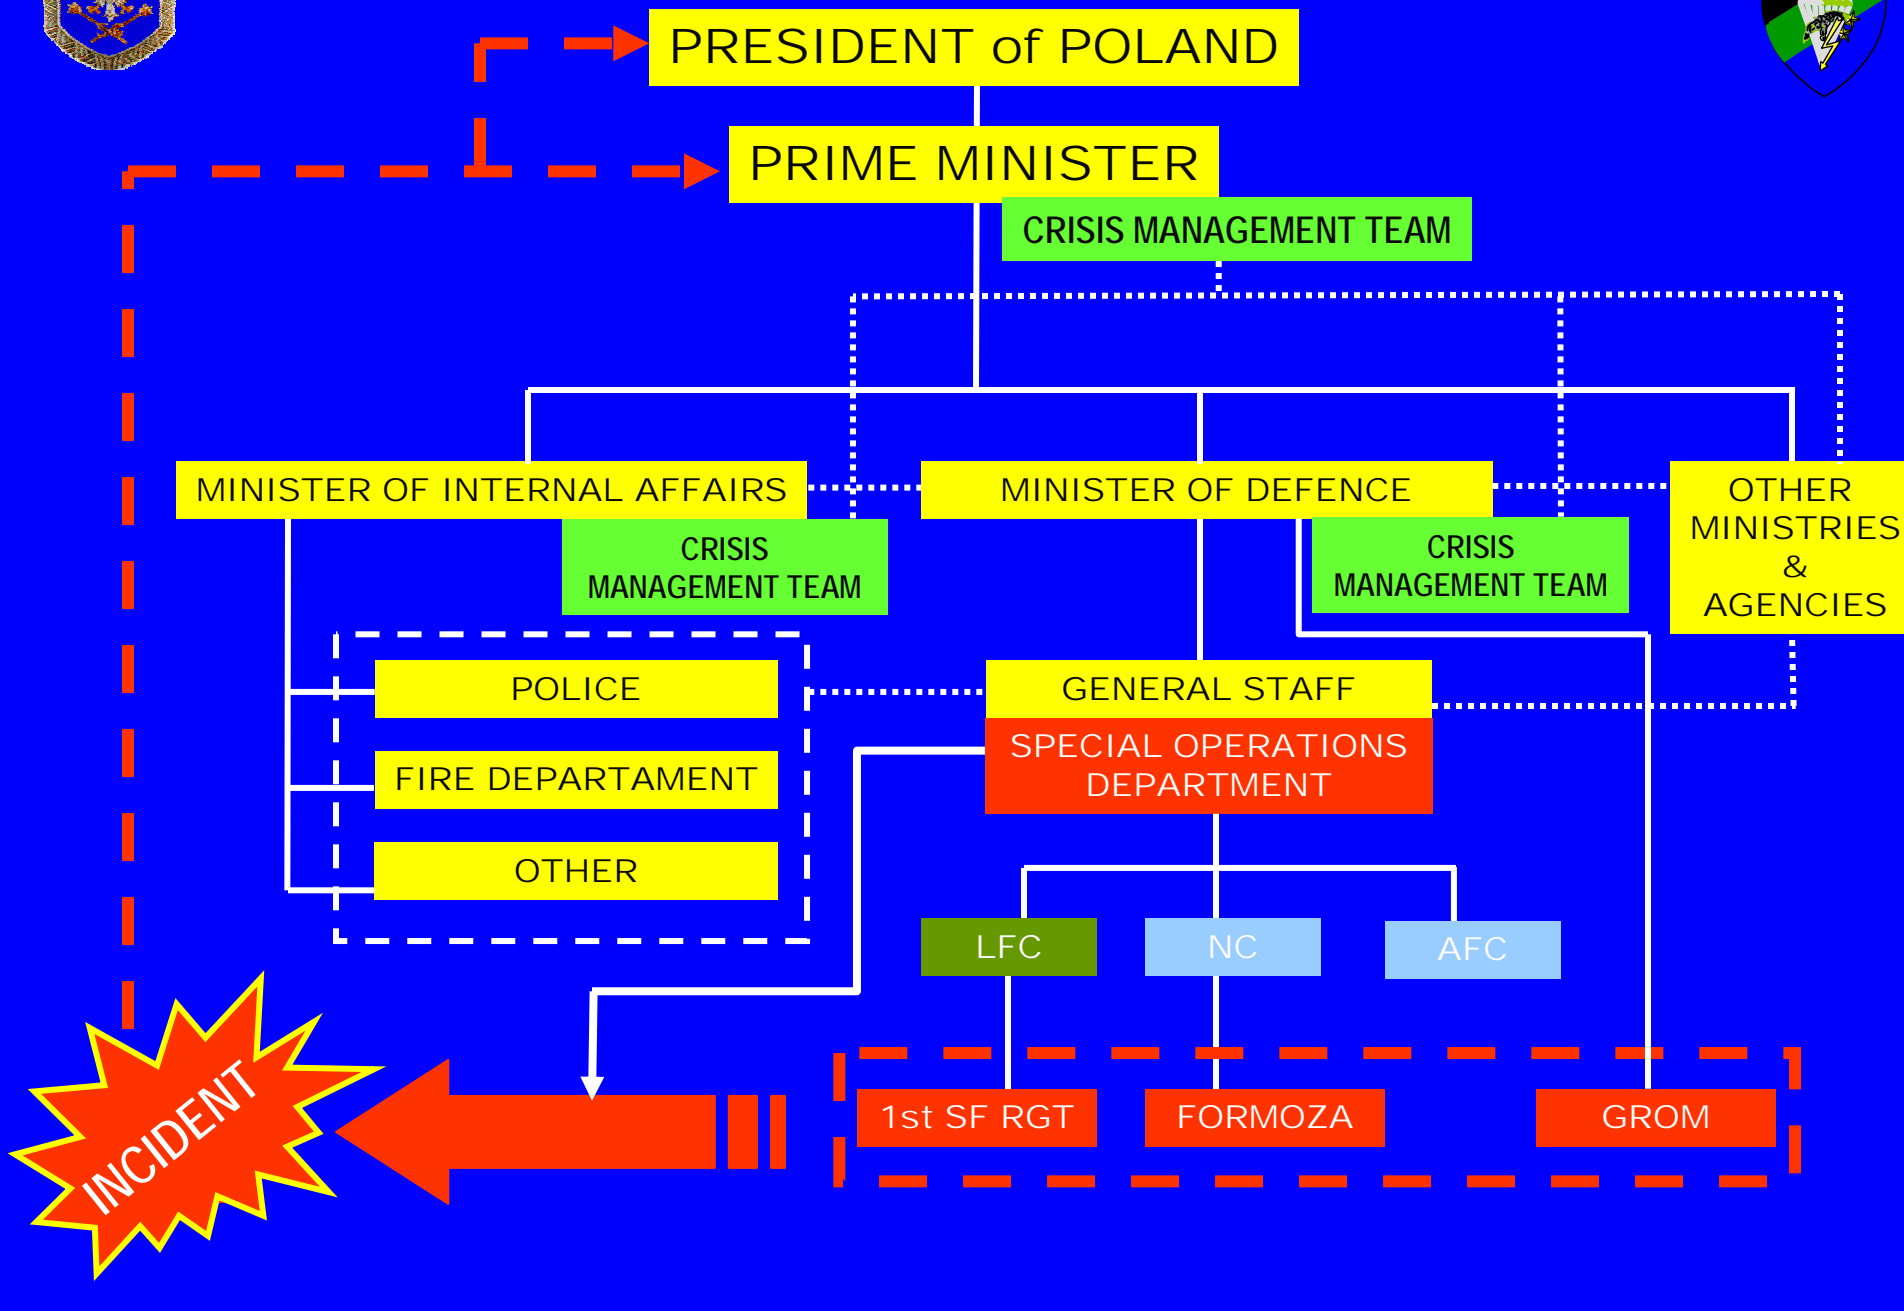 PRESIDENT of POLAND
PRIME MINISTER
CRISIS MANAGEMENT TEAM
MINISTER OF INTERNAL AFFAIRS
MINISTER OF DEFENCE
OTHER
MINISTRIES
&
AGENCIES
CRISIS
MANAGEMENT TEAM
CRISIS
MANAGEMENT TEAM
POLICE
FIRE DEPARTAMENT
OTHER
GENERAL STAFF
SPECIAL OPERATIONS
DEPARTMENT
LFC
NC
AFC
INCIDENT
1st SF RGT
FORMOZA
GROM